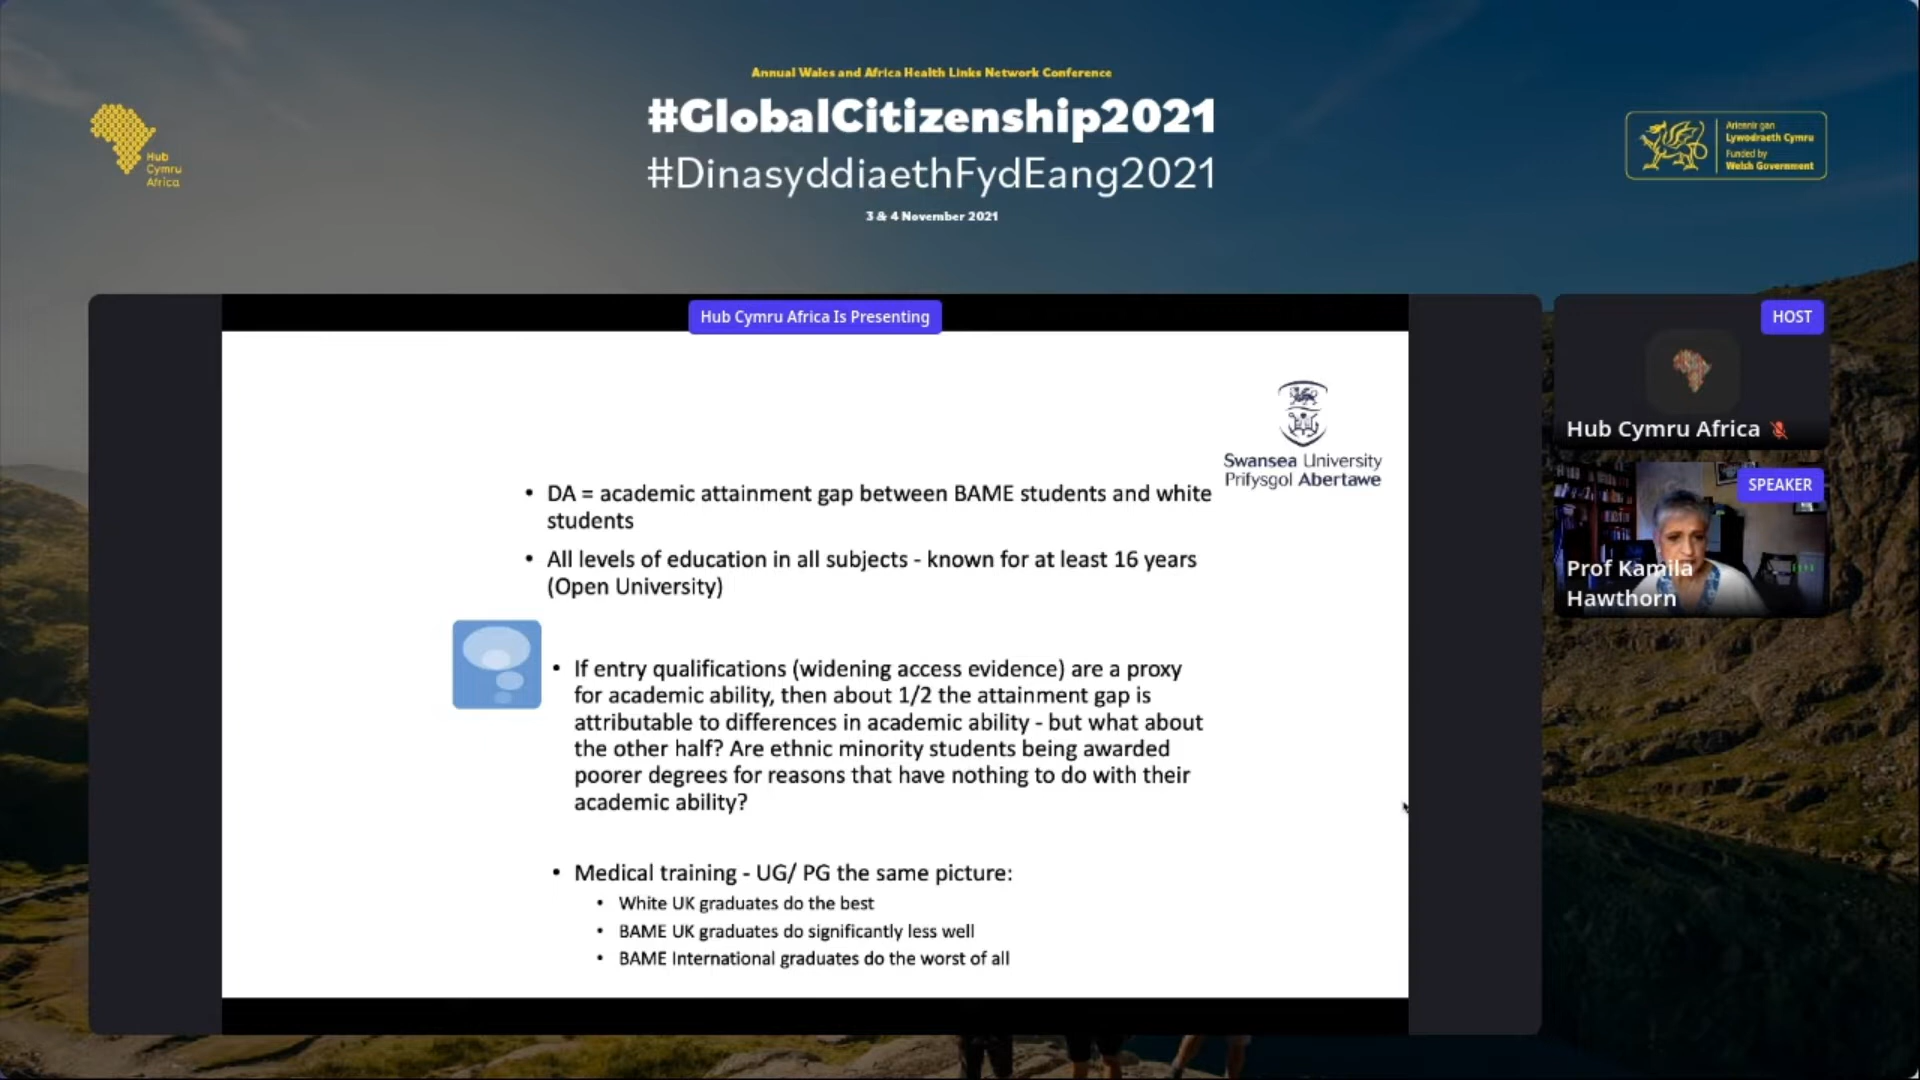 Annual Wales and Africa Health Links Network Conference
#GlobalCitizenship2021
#DinasyddiaethFydEang2021
3 & 4 November 2021
Hub
Cymru
Africa
Ariennir gan
Lywodraeth Cymru
Funded by
Welsh Government
Hub Cymru Africa Is Presenting
Swansea University
Prifysgol Abertawe
• DA = academic attainment gap between BAME students and white
students
• All levels of education in all subjects - known for at least 16 years
(Open University)
• If entry qualifications (widening access evidence) are a proxy
for academic ability, then about 1/2 the attainment gap is
attributable to differences in academic ability - but what about
the other half? Are ethnic minority students being awarded
poorer degrees for reasons that have nothing to do with their
academic ability?
• Medical training - UG/ PG the same picture:
• White UK graduates do the best
• BAME UK graduates do significantly less well
• BAME International graduates do the worst of all
HOST
Hub Cymru Africa
SPEAKER
Prof Kamila
Hawthorn